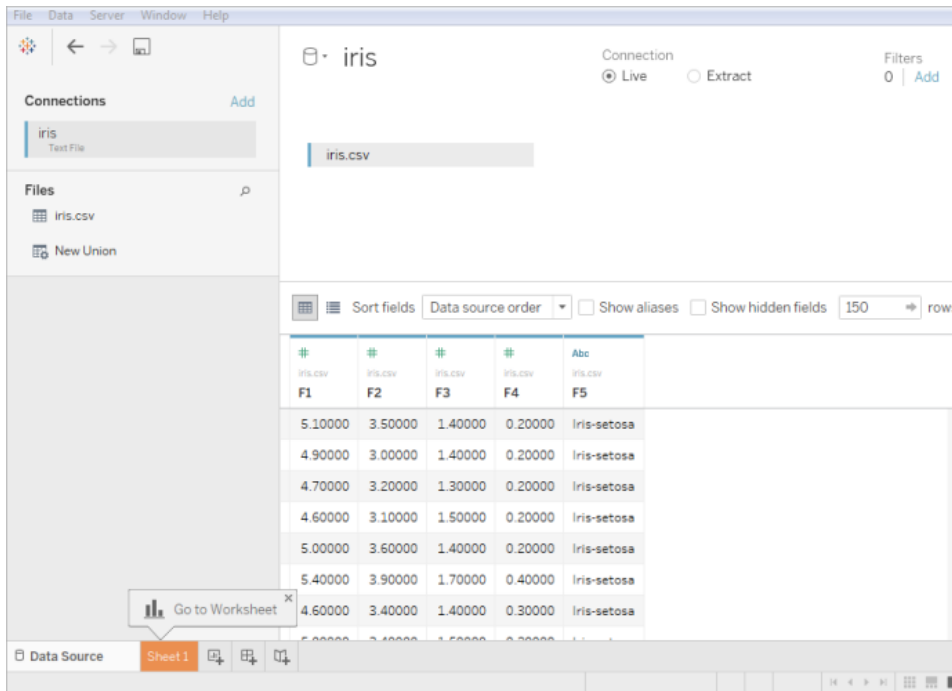 File Data Server Window Help
iris
Connection
Filters
Live Extract
0 Add
Connections Add
iris
Text File
iris.csv
Files
iris.csv
New Union
Sort fields Data source order Show aliases Show hidden fields 150 rows
# # # # Abc
iris.csv iris.csv iris.csv iris.csv iris.csv
F1 F2 F3 F4 F5
5.10000 3.50000 1.40000 0.20000 Iris-setosa
4.90000 3.00000 1.40000 0.20000 Iris-setosa
4.70000 3.20000 1.30000 0.20000 Iris-setosa
4.60000 3.10000 1.50000 0.20000 Iris-setosa
5.00000 3.60000 1.40000 0.20000 Iris-setosa
5.40000 3.90000 1.70000 0.40000 Iris-setosa
4.60000 3.40000 1.40000 0.30000 Iris-setosa
Go to Worksheet
Data Source Sheet 1